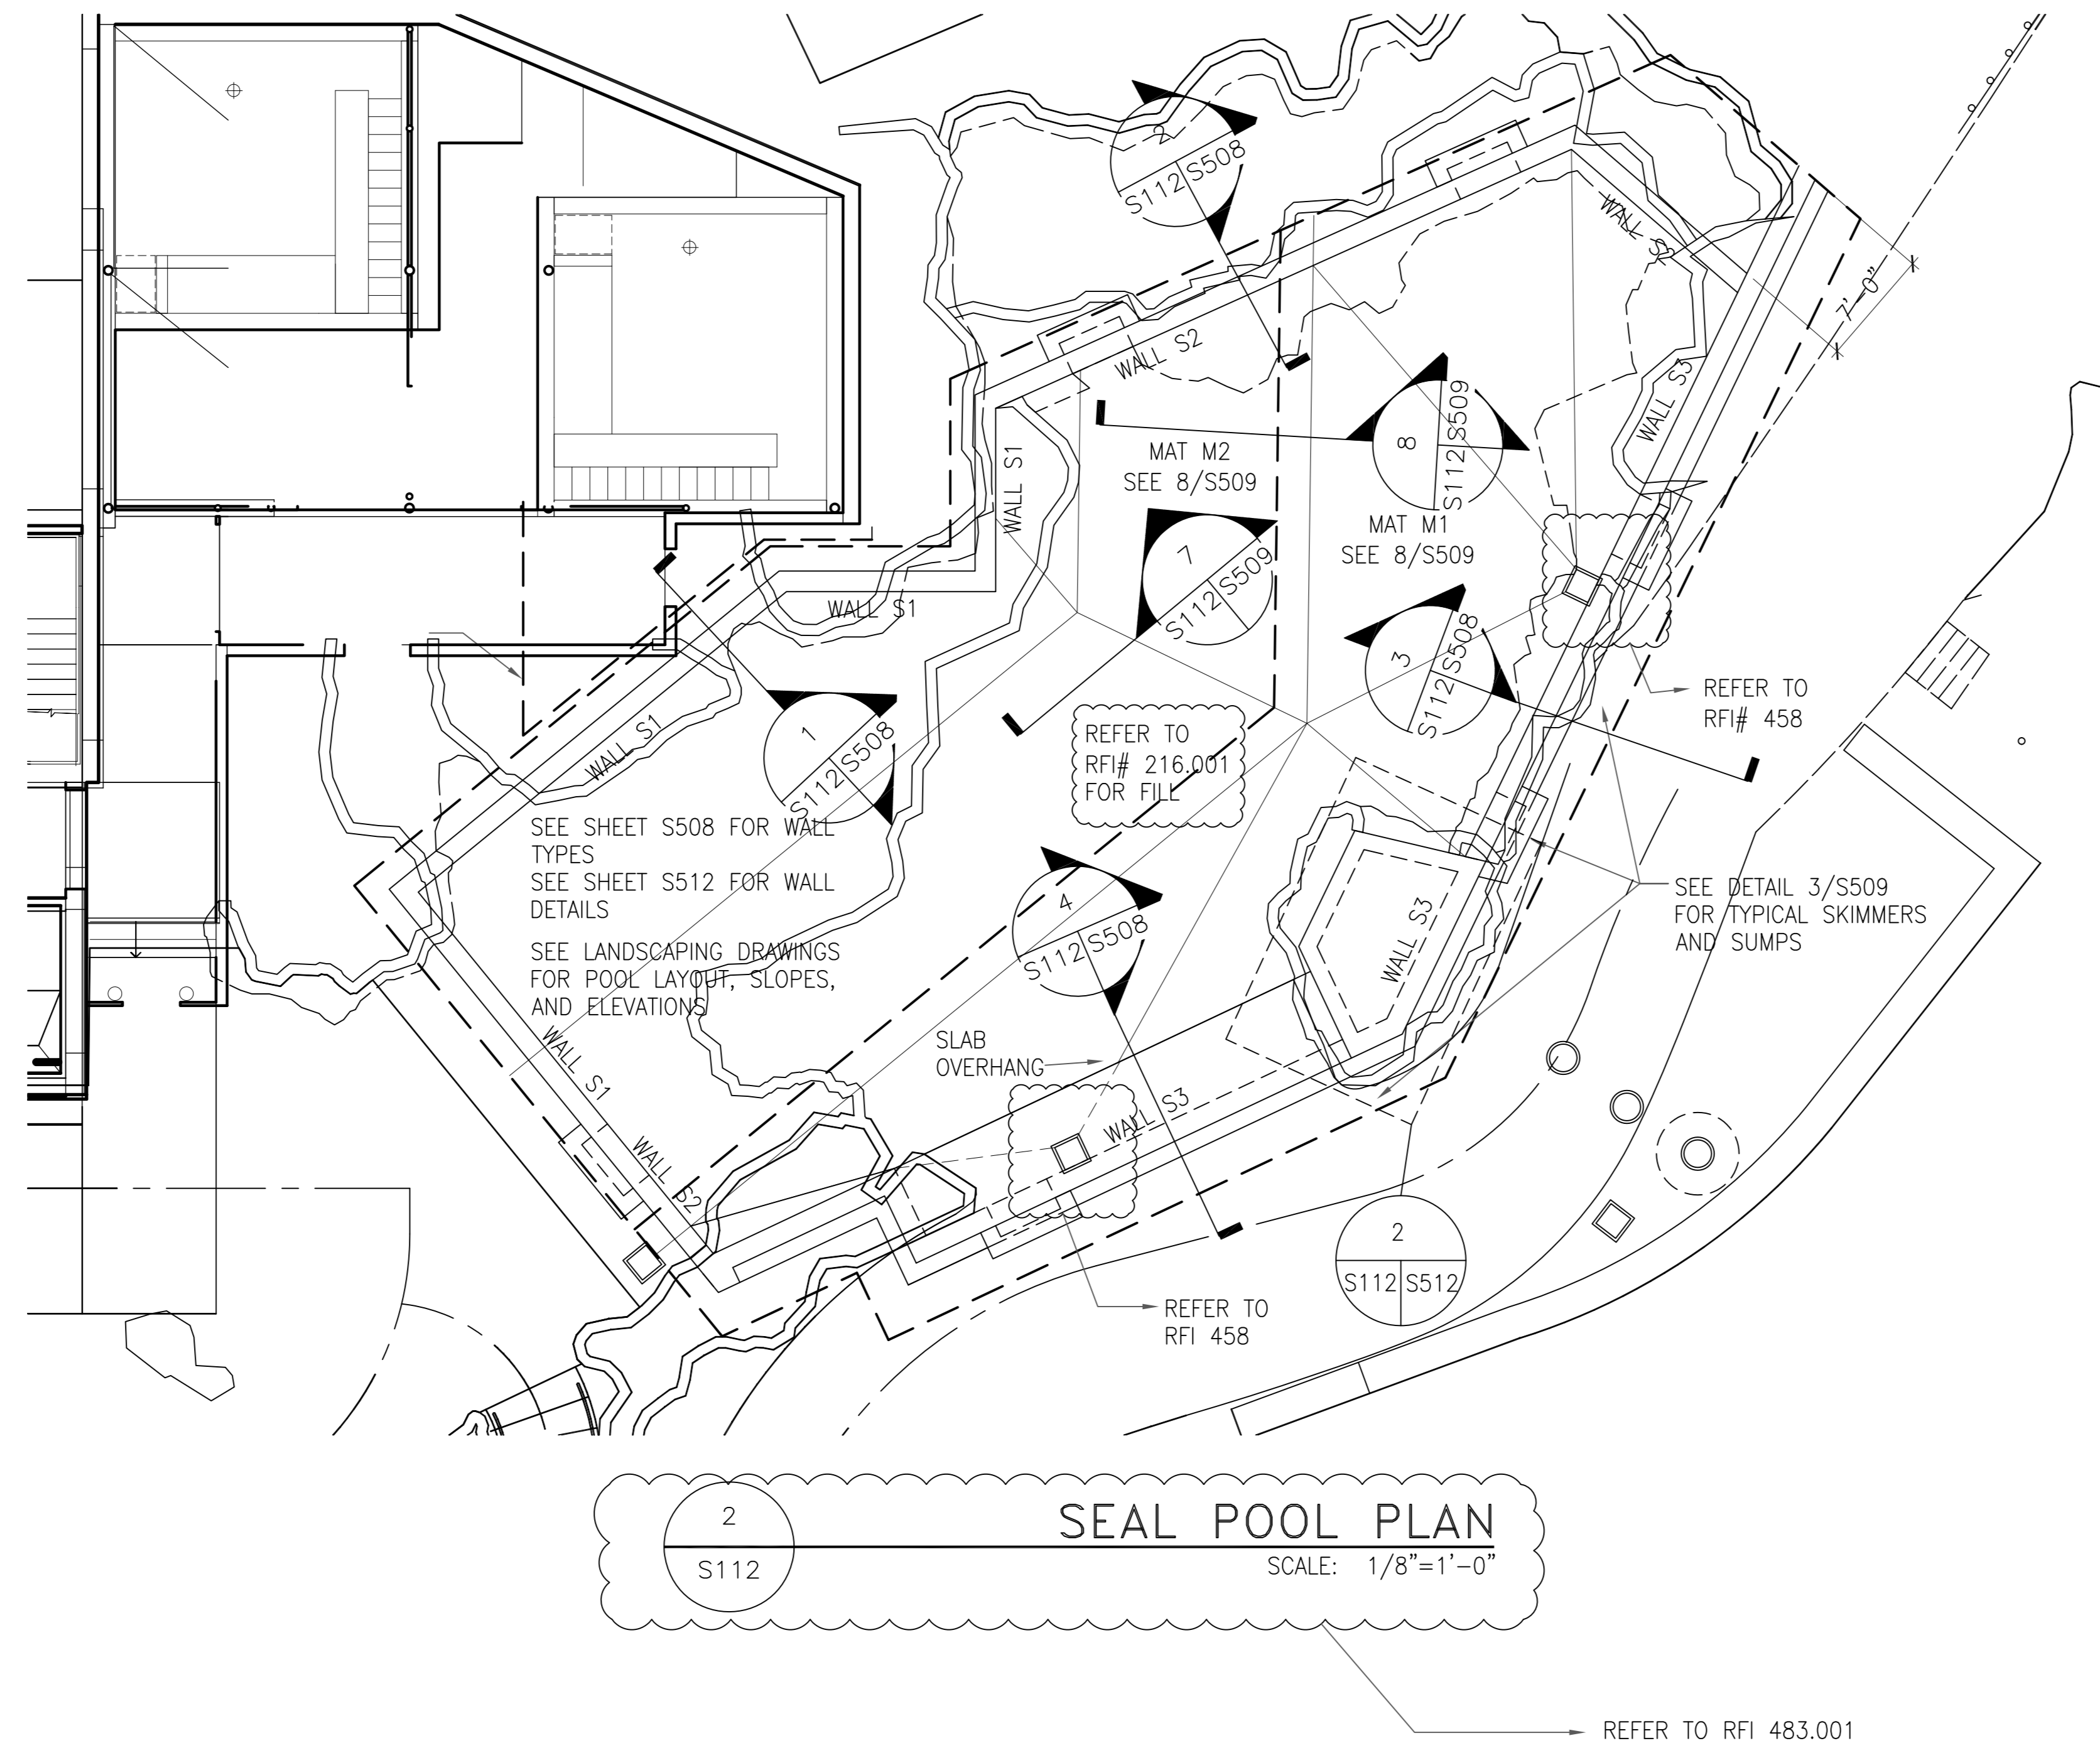 2
S112 S508
WALL S2
7'-0"
WALL S2
WALL S3
8
S112 S509
MAT M2
SEE 8/S509
WALL S1
MAT M1
SEE 8/S509
7
S112 S509
WALL S1
3
S112 S508
REFER TO
RFI# 458
WALL S1
1
S112 S508
REFER TO
RFI# 216.001
FOR FILL
SEE SHEET S508 FOR WALL
TYPES
SEE SHEET S512 FOR WALL
DETAILS
SEE LANDSCAPING DRAWINGS
FOR POOL LAYOUT, SLOPES,
AND ELEVATIONS
4
S112 S508
WALL S3
SEE DETAIL 3/S509
FOR TYPICAL SKIMMERS
AND SUMPS
SLAB
OVERHANG
WALL S1
WALL S2
WALL S3
2
S112 S512
REFER TO
RFI 458
2
S112
SEAL POOL PLAN
SCALE: 1/8"=1'-0"
REFER TO RFI 483.001